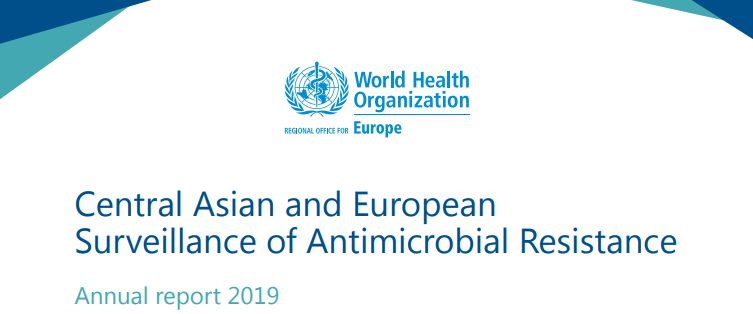 World Health
Organization
REGIONAL OFFICE FOR Europe
Central Asian and European
Surveillance of Antimicrobial Resistance
Annual report 2019